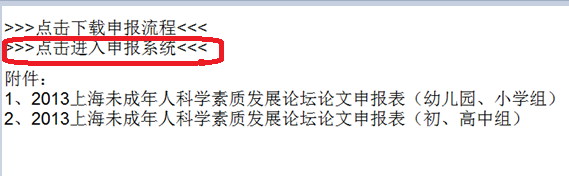 >>>点击下载申报流程<<<
>>>点击进入申报系统<<<
附件：
1、2013上海未成年人科学素质发展论坛论文申报表（幼儿园、小学组）
2、2013上海未成年人科学素质发展论坛论文申报表（初、高中组）